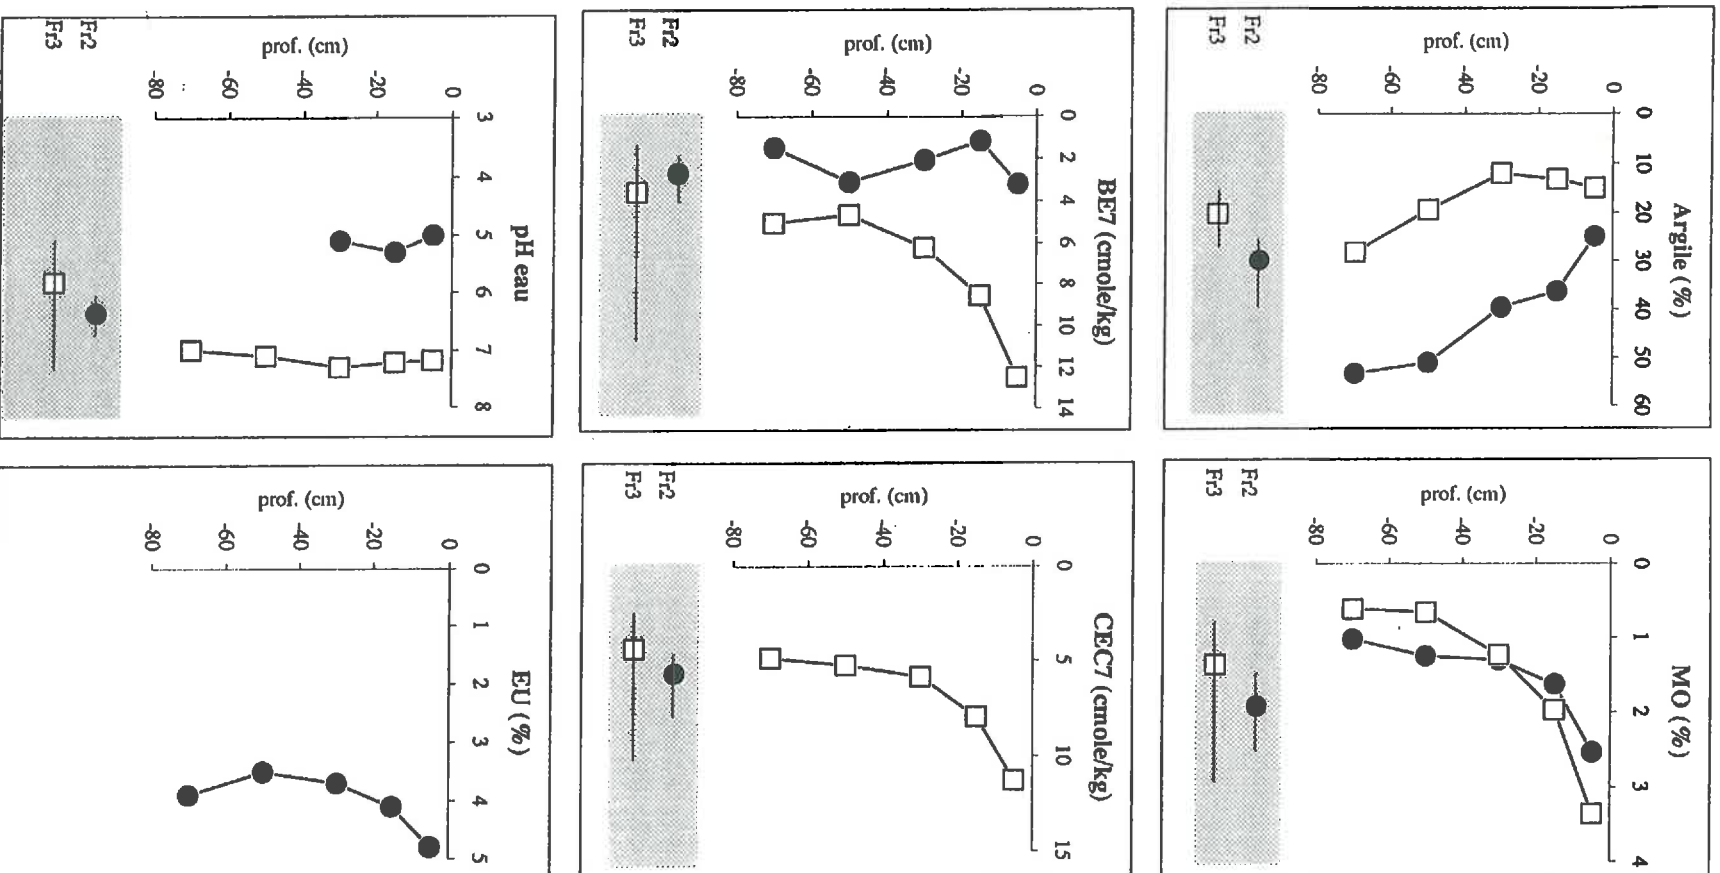 Argile (%)
0 10 20 30 40 50 60
0
-20
-40
-60
-80
prof. (cm)
Fr2
Fr3
MO (%)
0 1 2 3 4
0
-20
-40
-60
-80
prof. (cm)
Fr2
Fr3
BE7 (cmole/kg)
0 2 4 6 8 10 12 14
0
-20
-40
-60
-80
prof. (cm)
Fr2
Fr3
CEC7 (cmole/kg)
0 5 10 15
0
-20
-40
-60
-80
prof. (cm)
Fr2
Fr3
pH eau
3 4 5 6 7 8
0
-20
-40
-60
-80
prof. (cm)
Fr2
Fr3
EU (%)
0 1 2 3 4 5
0
-20
-40
-60
-80
prof. (cm)